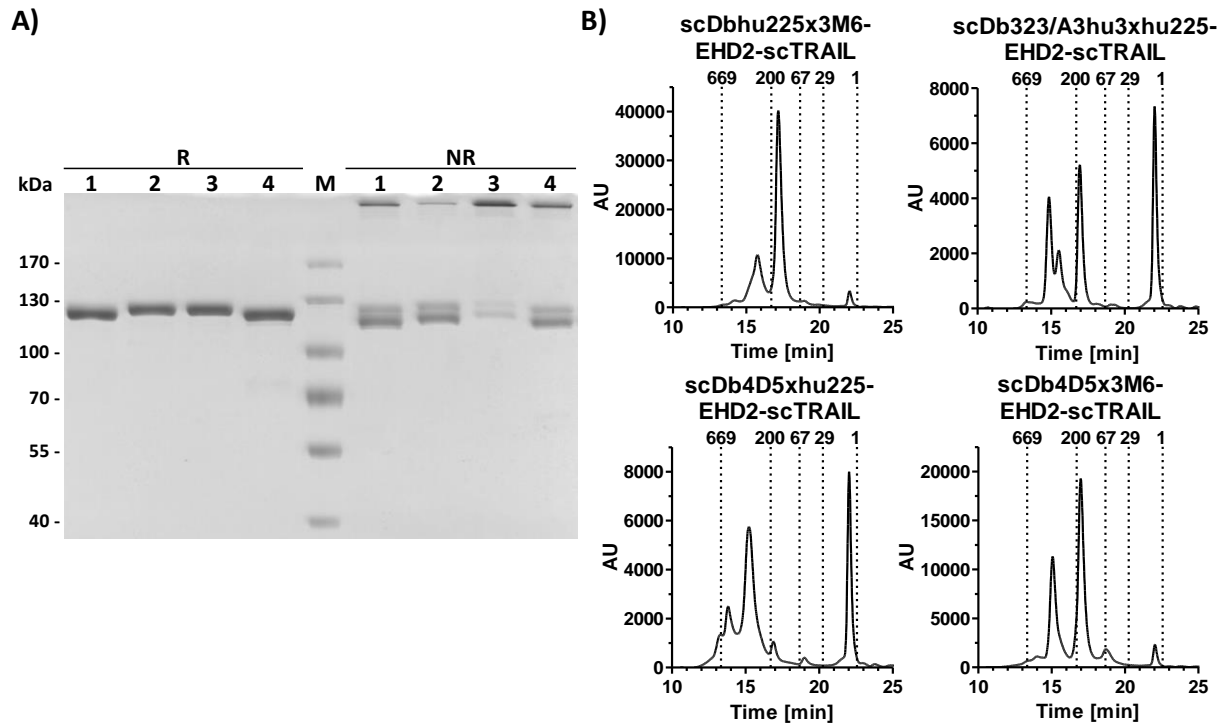 A)
R
NR
kDa
1 2 3 4 M 1 2 3 4
170 -
130 -
100 -
70 -
55 -
40 -
B)
scDbhu225x3M6-
EHD2-scTRAIL
669 200 67 29 1
40000
30000
20000
10000
0
AU
10 15 20 25
Time [min]
scDb323/A3hu3xhu225-
EHD2-scTRAIL
669 200 67 29 1
8000
6000
4000
2000
0
AU
10 15 20 25
Time [min]
scDb4D5xhu225-
EHD2-scTRAIL
669 200 67 29 1
8000
6000
4000
2000
0
AU
10 15 20 25
Time [min]
scDb4D5x3M6-
EHD2-scTRAIL
669 200 67 29 1
20000
15000
10000
5000
0
AU
10 15 20 25
Time [min]